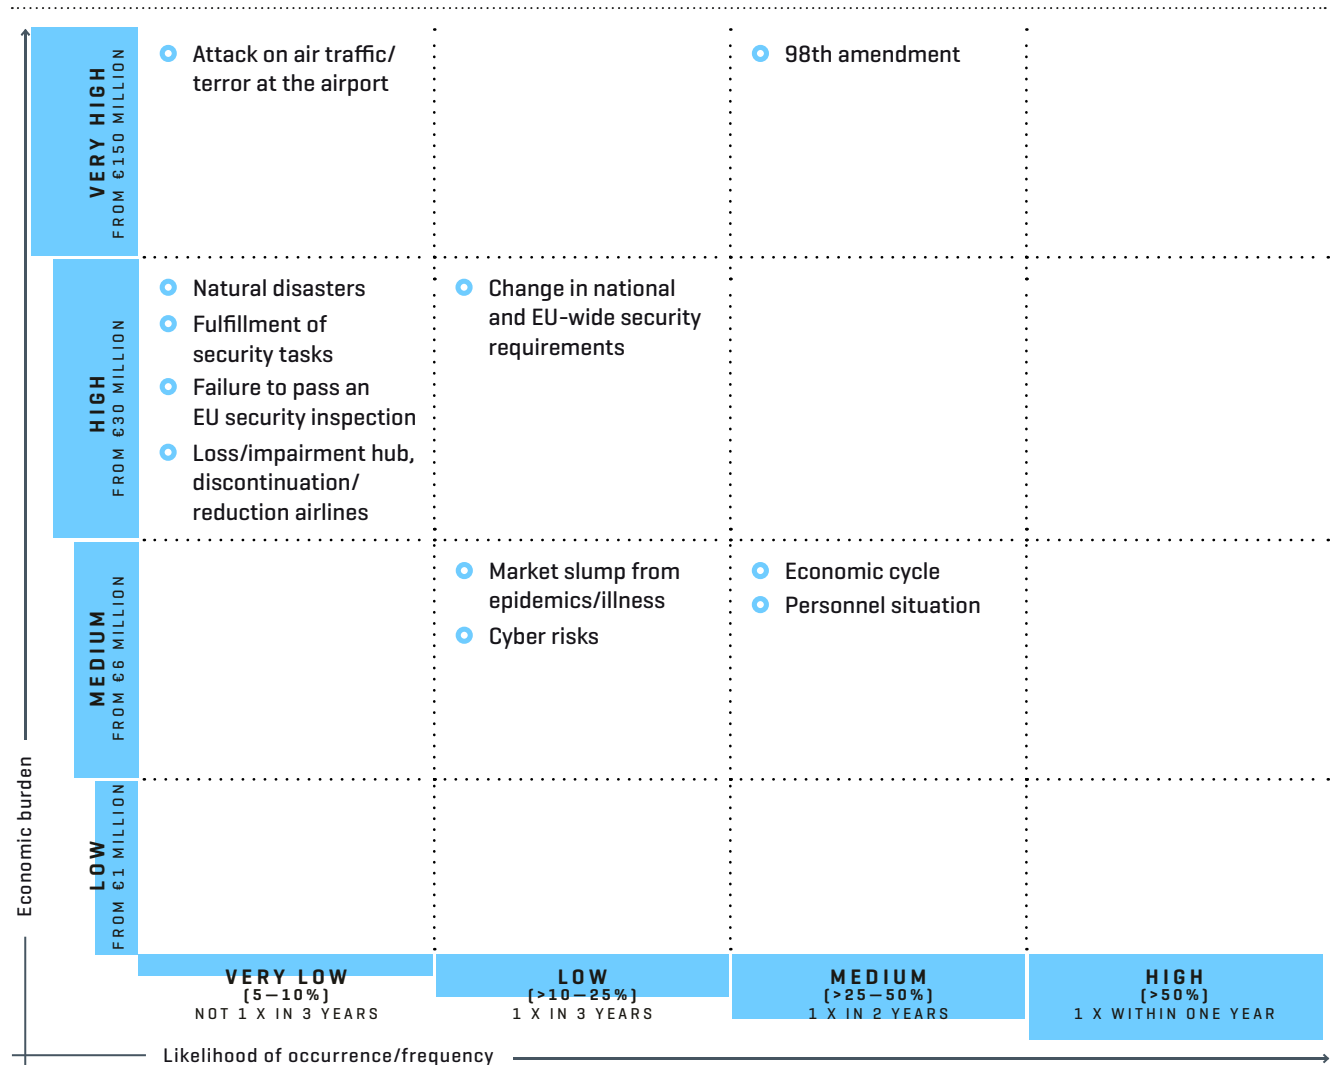 VERY HIGH
FROM €150 MILLION
Attack on air traffic/
terror at the airport
98th amendment
HIGH
FROM €30 MILLION
Natural disasters
Fulfillment of
security tasks
Failure to pass an
EU security inspection
Loss/impairment hub,
discontinuation/
reduction airlines
Change in national
and EU-wide security
requirements
MEDIUM
FROM €6 MILLION
Market slump from
epidemics/illness
Cyber risks
Economic cycle
Personnel situation
LOW
FROM €1 MILLION
Economic burden
VERY LOW
(5—10%)
NOT 1 X IN 3 YEARS
LOW
(>10—25%)
1 X IN 3 YEARS
MEDIUM
(>25—50%)
1 X IN 2 YEARS
HIGH
(>50%)
1 X WITHIN ONE YEAR
Likelihood of occurrence/frequency